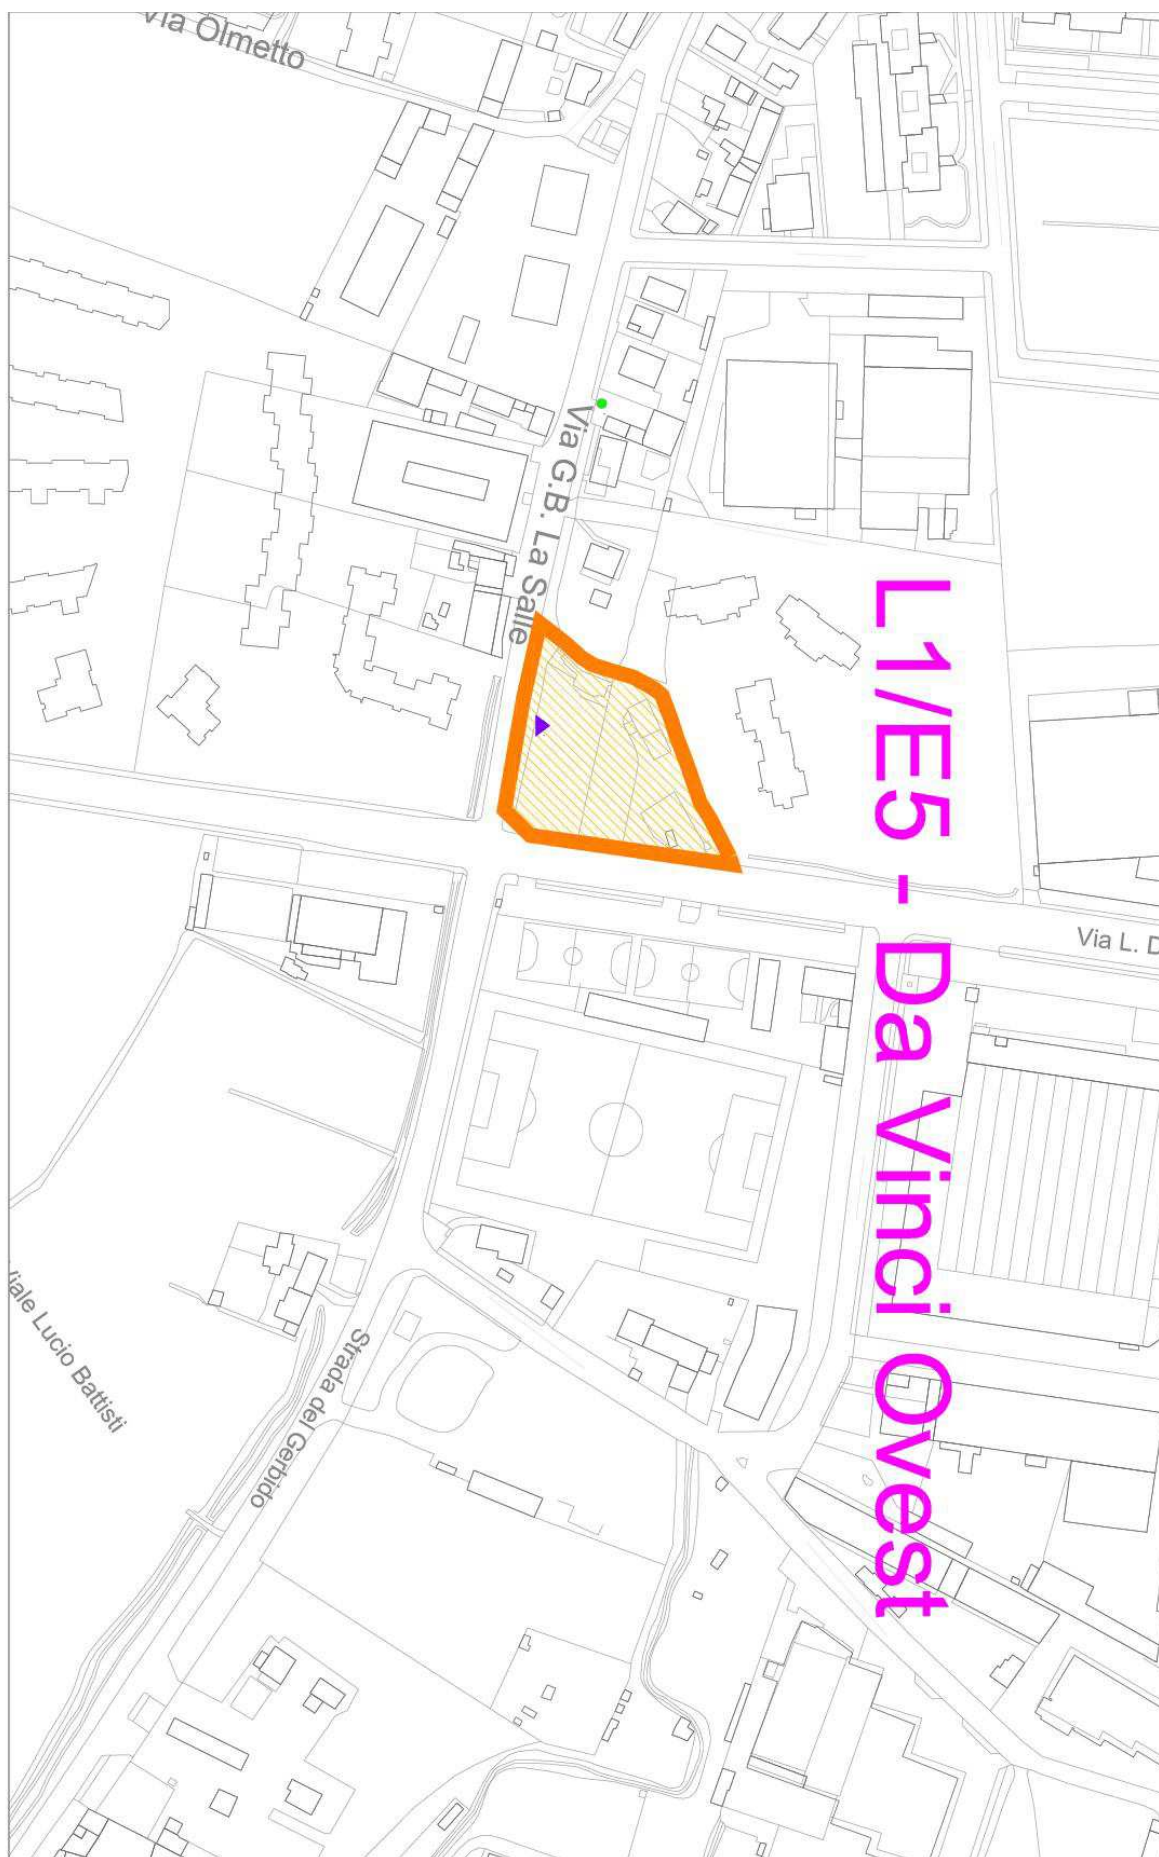 Via Olmetto
Via G.B. La Salle
L1/E5 - Da Vinci Ovest
Via L. D
Viale Lucio Battisti
Strada del Gerbido